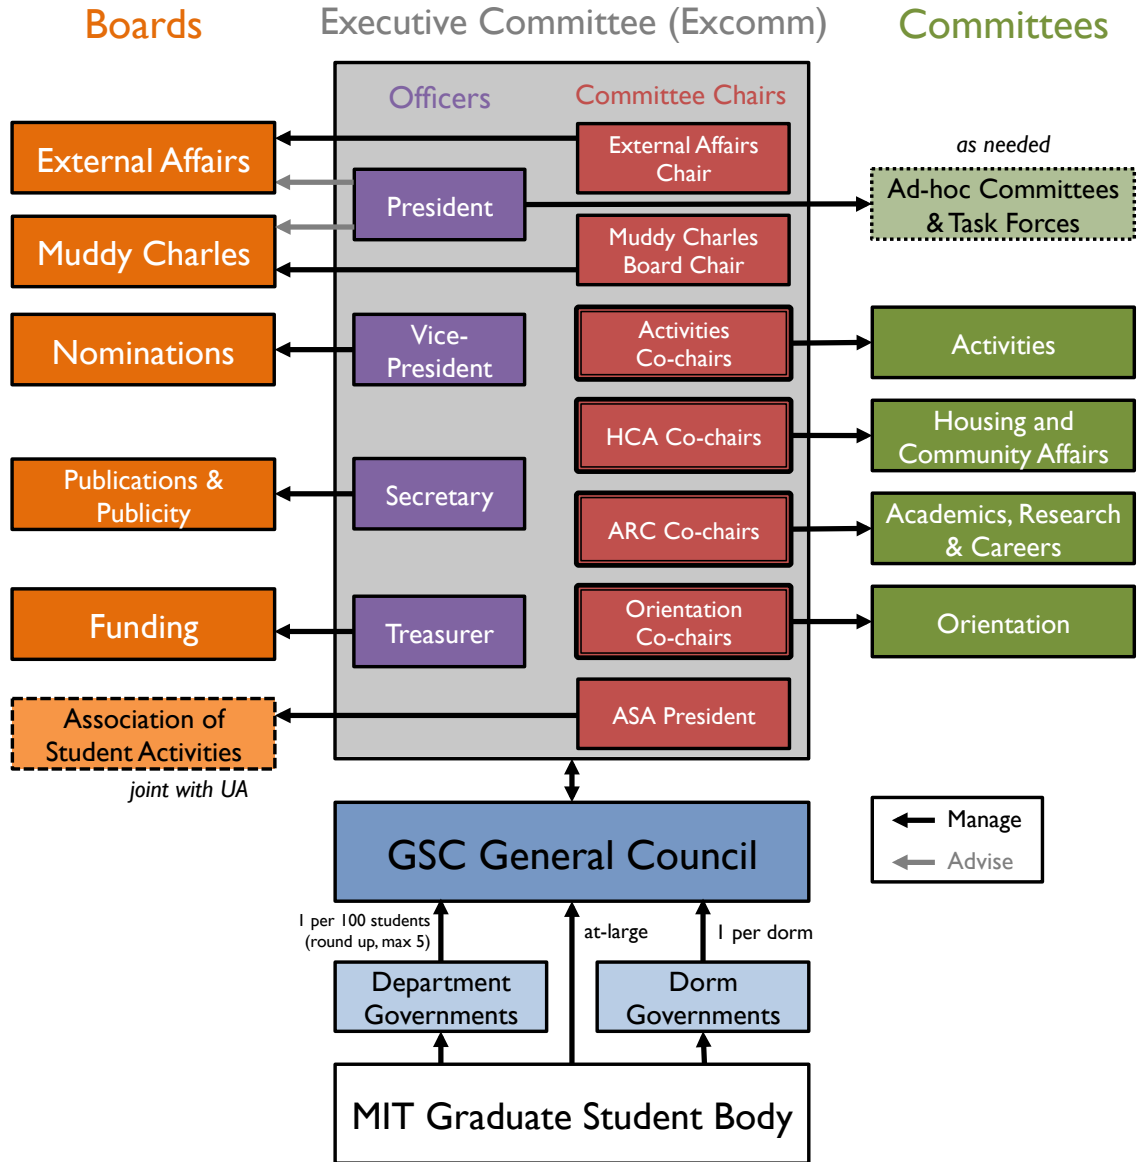 Boards
Executive Committee (Excomm)
Committees
Officers
Committee Chairs
External Affairs
External Affairs
Chair
as needed
President
Ad-hoc Committees
& Task Forces
Muddy Charles
Muddy Charles
Board Chair
Nominations
Vice-
President
Activities
Co-chairs
Activities
HCA Co-chairs
Housing and
Community Affairs
Publications &
Publicity
Secretary
ARC Co-chairs
Academics, Research
& Careers
Funding
Treasurer
Orientation
Co-chairs
Orientation
Association of
Student Activities
ASA President
joint with UA
Manage
Advise
GSC General Council
1 per 100 students
(round up, max 5)
at-large
1 per dorm
Department
Governments
Dorm
Governments
MIT Graduate Student Body